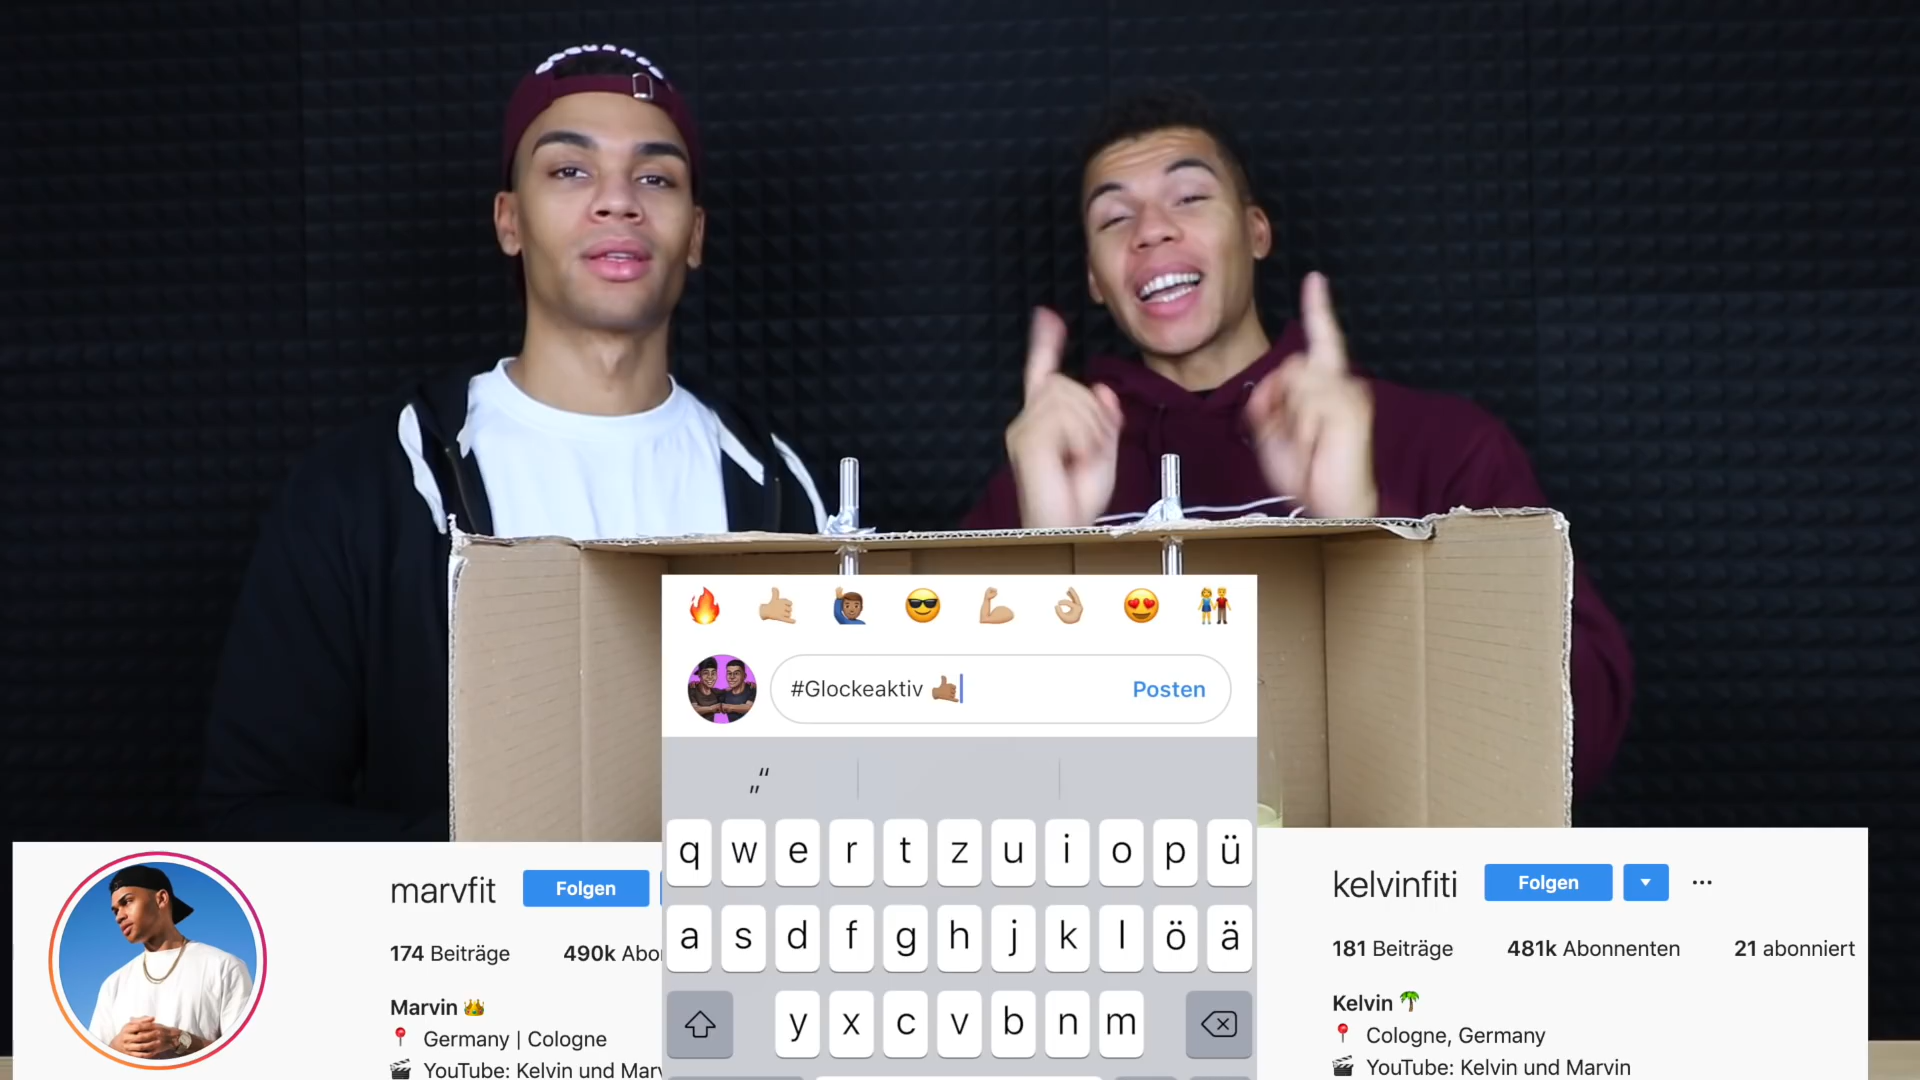 #Glockeaktiv 🤙🏽
Posten
„“
q w e r t z u i o p ü
a s d f g h j k l ö ä
y x c v b n m
marvfit
Folgen
174 Beiträge
490k Abo
Marvin 👑
📍 Germany | Cologne
🎬 YouTube: Kelvin und Marv
kelvinfiti
Folgen
...
181 Beiträge
481k Abonnenten
21 abonniert
Kelvin 🌴
📍 Cologne, Germany
🎬 YouTube: Kelvin und Marvin